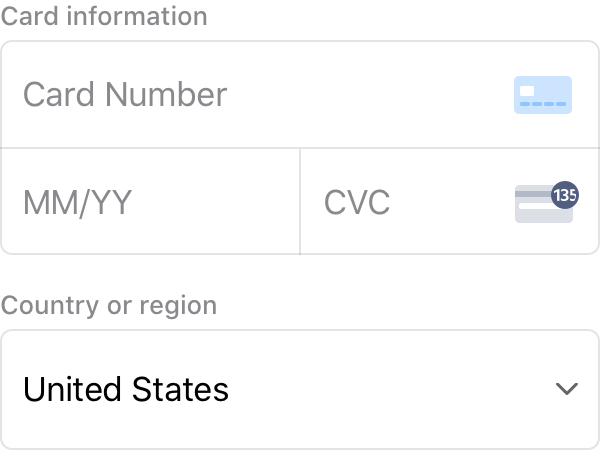 Card information
Card Number
MM/YY
CVC
135
Country or region
United States